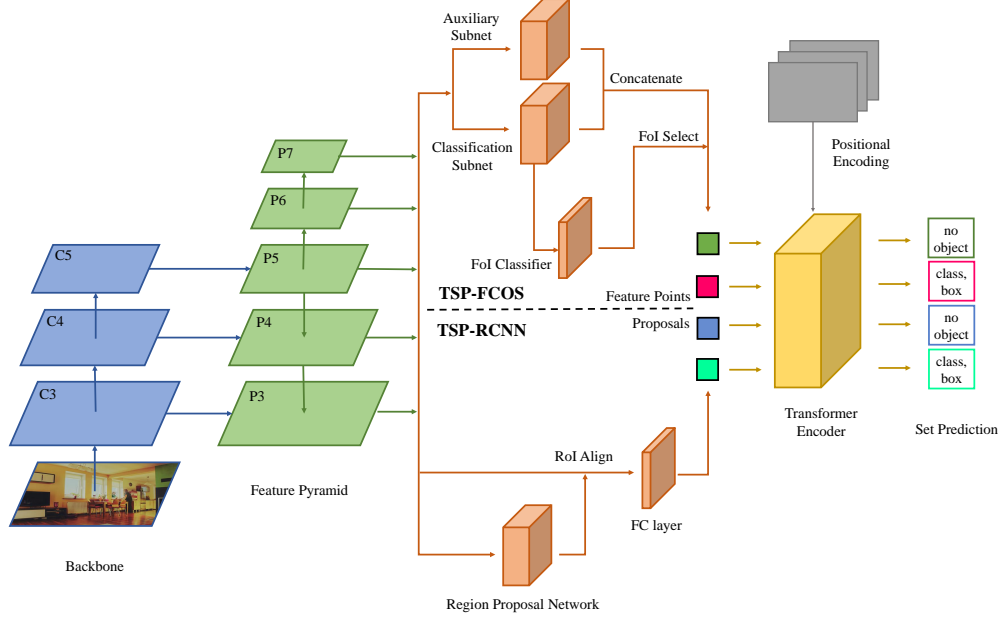 Auxiliary
Subnet
Concatenate
Classification
Subnet
FoI Select
FoI Classifier
Positional
Encoding
P7
P6
P5
P4
P3
C5
C4
C3
TSP-FCOS
TSP-RCNN
Feature Points
Proposals
no
object
class,
box
no
object
class,
box
Transformer
Encoder
Set Prediction
RoI Align
FC layer
Feature Pyramid
Backbone
Region Proposal Network